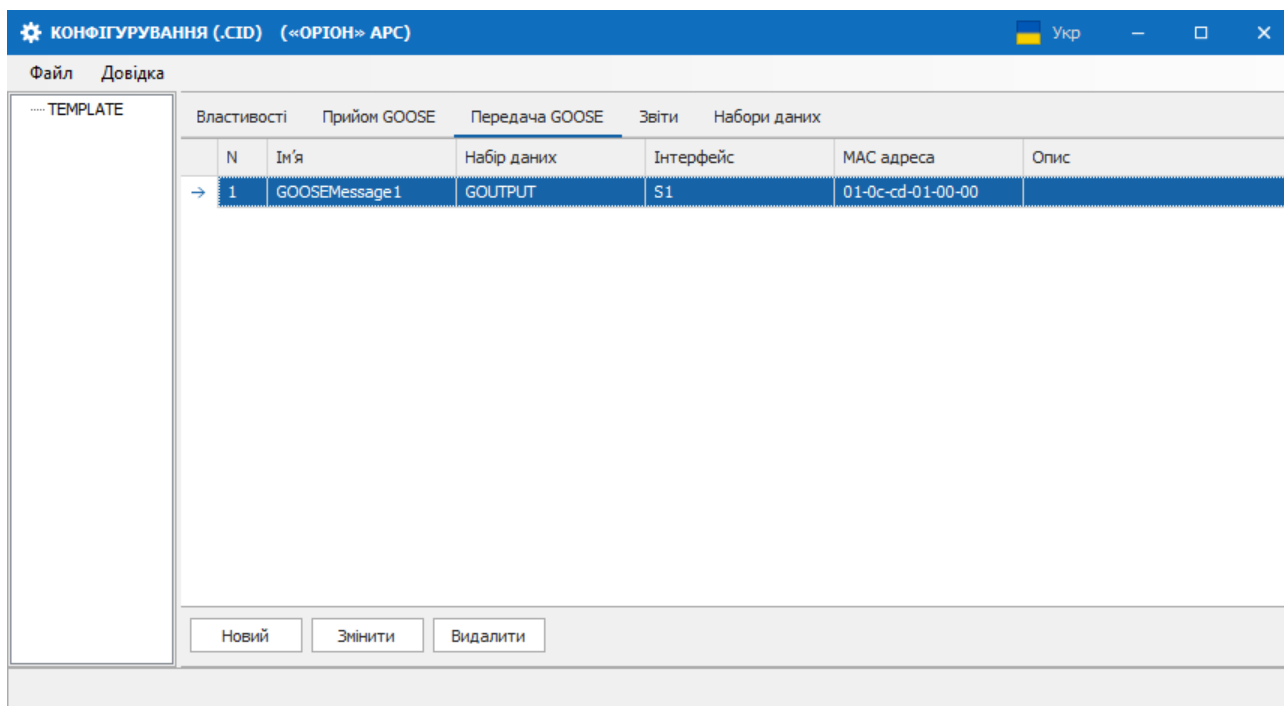 КОНФІГУРУВАННЯ (.CID) («ОРІОН» АРС) Укр
Файл Довідка
TEMPLATE
Властивості Прийом GOOSE Передача GOOSE Звіти Набори даних
N Ім'я Набір даних Інтерфейс MAC адреса Опис
1 GOOSEMessage1 GOUTPUT S1 01-0c-cd-01-00-00
Новий Змінити Видалити